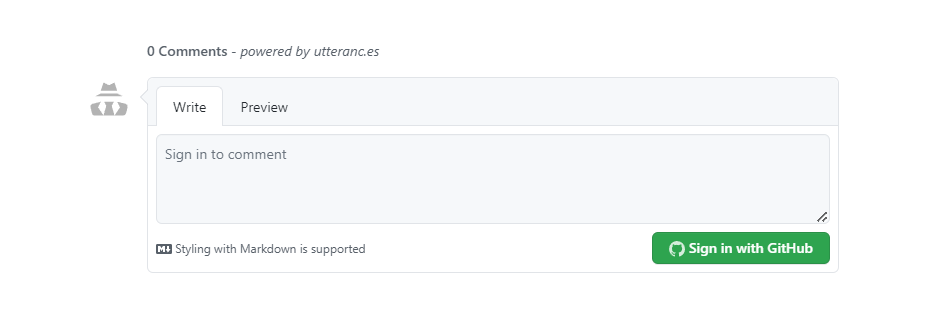 0 Comments - powered by utteranc.es
Write Preview
Sign in to comment
Styling with Markdown is supported
Sign in with GitHub